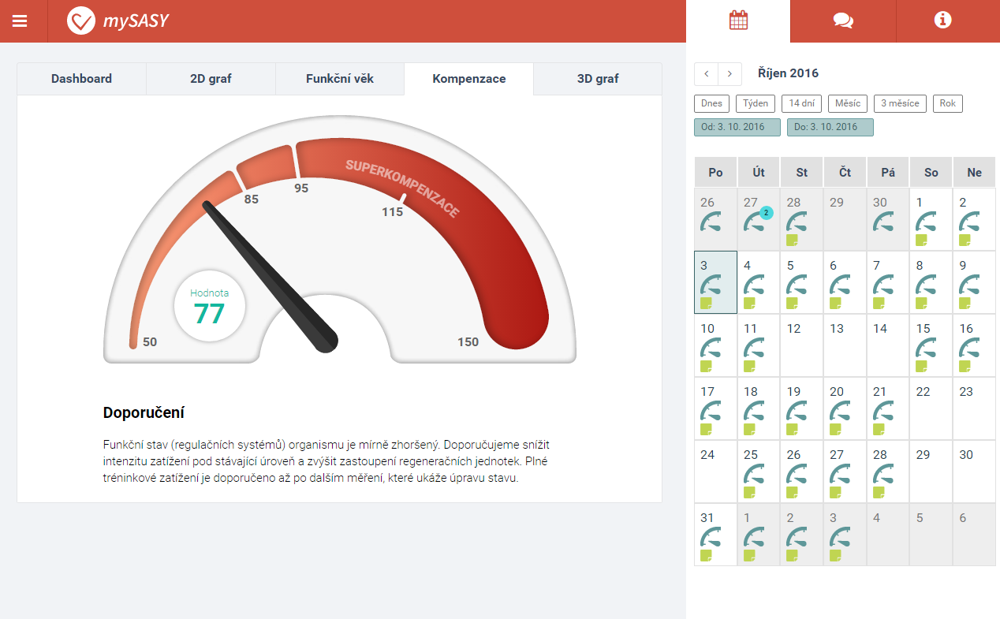 mySASY
Dashboard
2D graf
Funkční věk
Kompenzace
3D graf
SUPERKOMPENZACE
95
85
115
Hodnota
77
50
150
Doporučení
Funkční stav (regulačních systémů) organismu je mírně zhoršený. Doporučujeme snížit
intenzitu zatížení pod stávající úroveň a zvýšit zastoupení regeneračních jednotek. Plné
tréninkové zatížení je doporučeno až po dalším měření, které ukáže úpravu stavu.
Říjen 2016
Dnes Týden 14 dní Měsíc 3 měsíce Rok
Od: 3. 10. 2016 Do: 3. 10. 2016
Po Út St Čt Pá So Ne
26 27 2 28 29 30 1 2
3 4 5 6 7 8 9
10 11 12 13 14 15 16
17 18 19 20 21 22 23
24 25 26 27 28 29 30
31 1 2 3 4 5 6